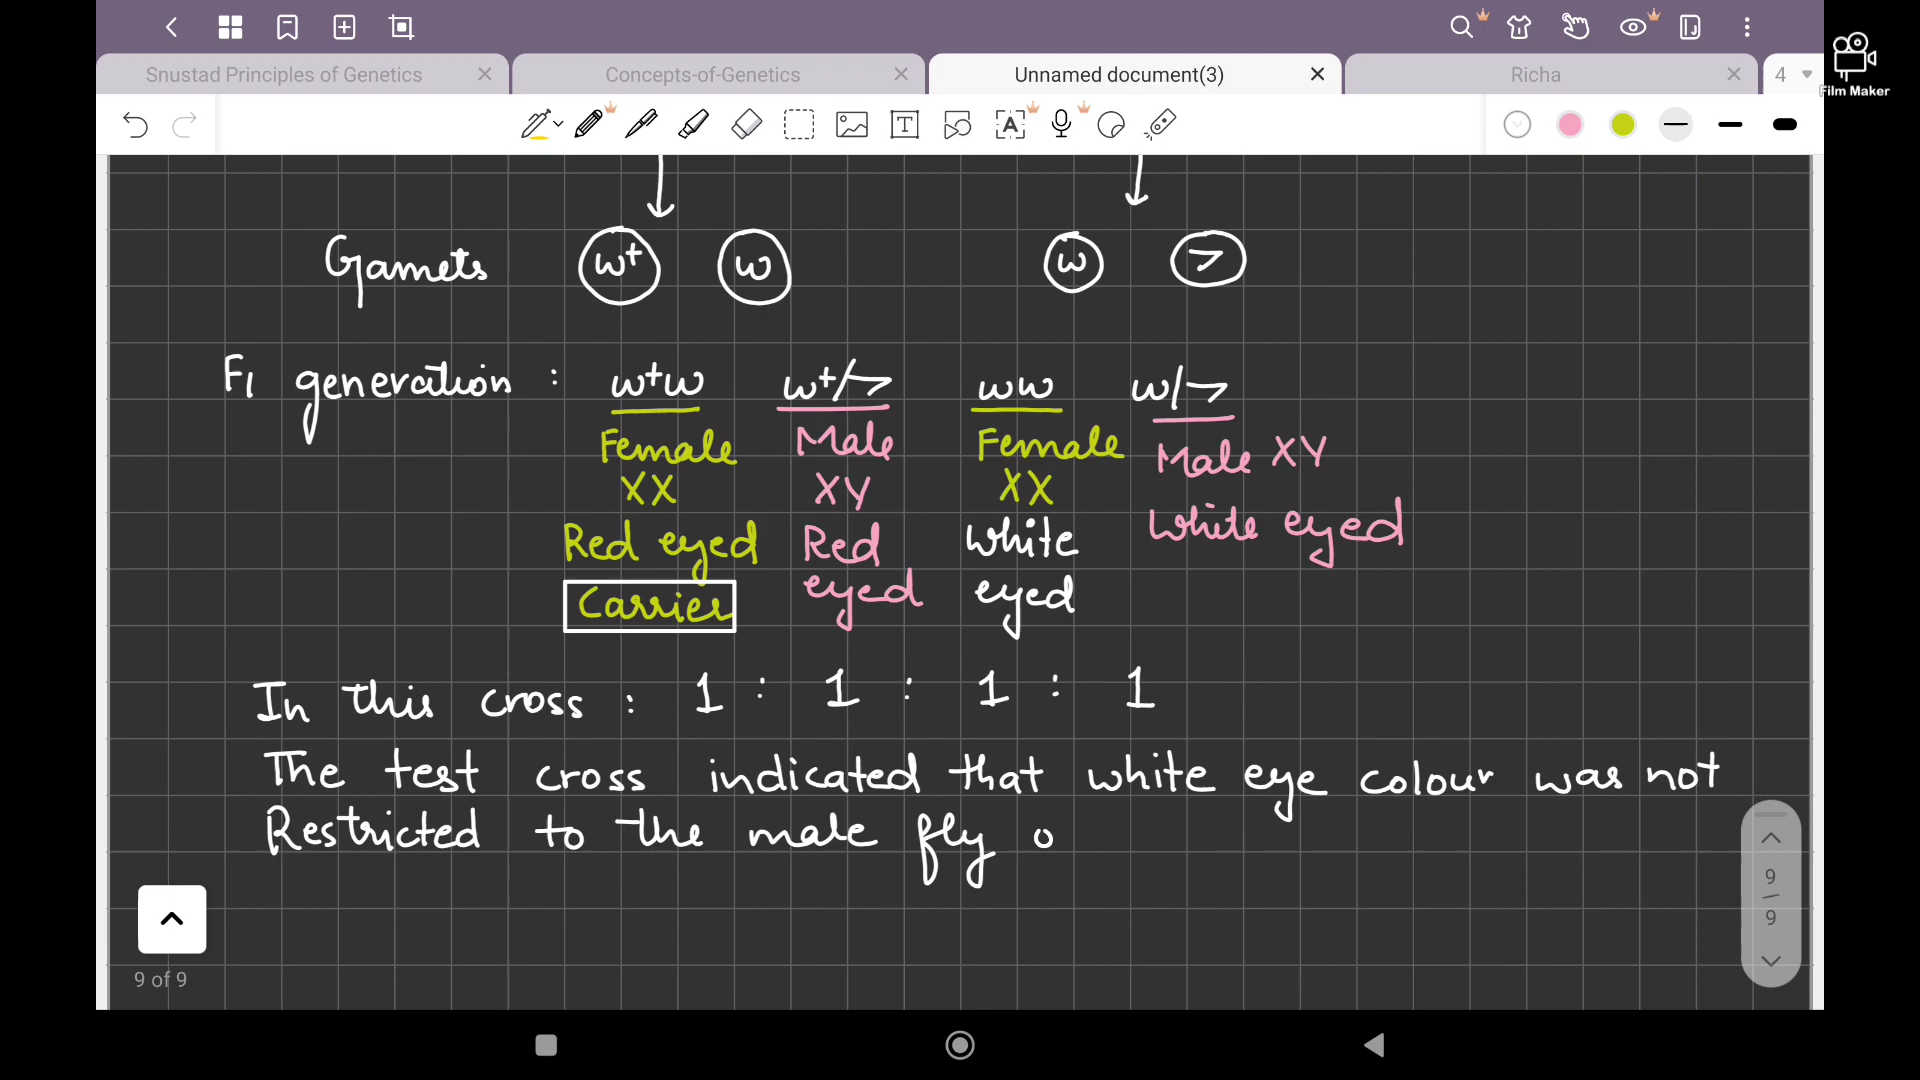 Snustad Principles of Genetics
Concepts-of-Genetics
Unnamed document(3)
Richa
4
Film Maker
Gamets w+ w w
F1 generation : w+w w+/ ww w/
Female Male Female Male XY
XX XY XX
Red eyed Red White White eyed
Carrier eyed eyed
In this cross : 1 : 1 : 1 : 1
The test cross indicated that white eye colour was not
Restricted to the male fly o
9
9
9 of 9